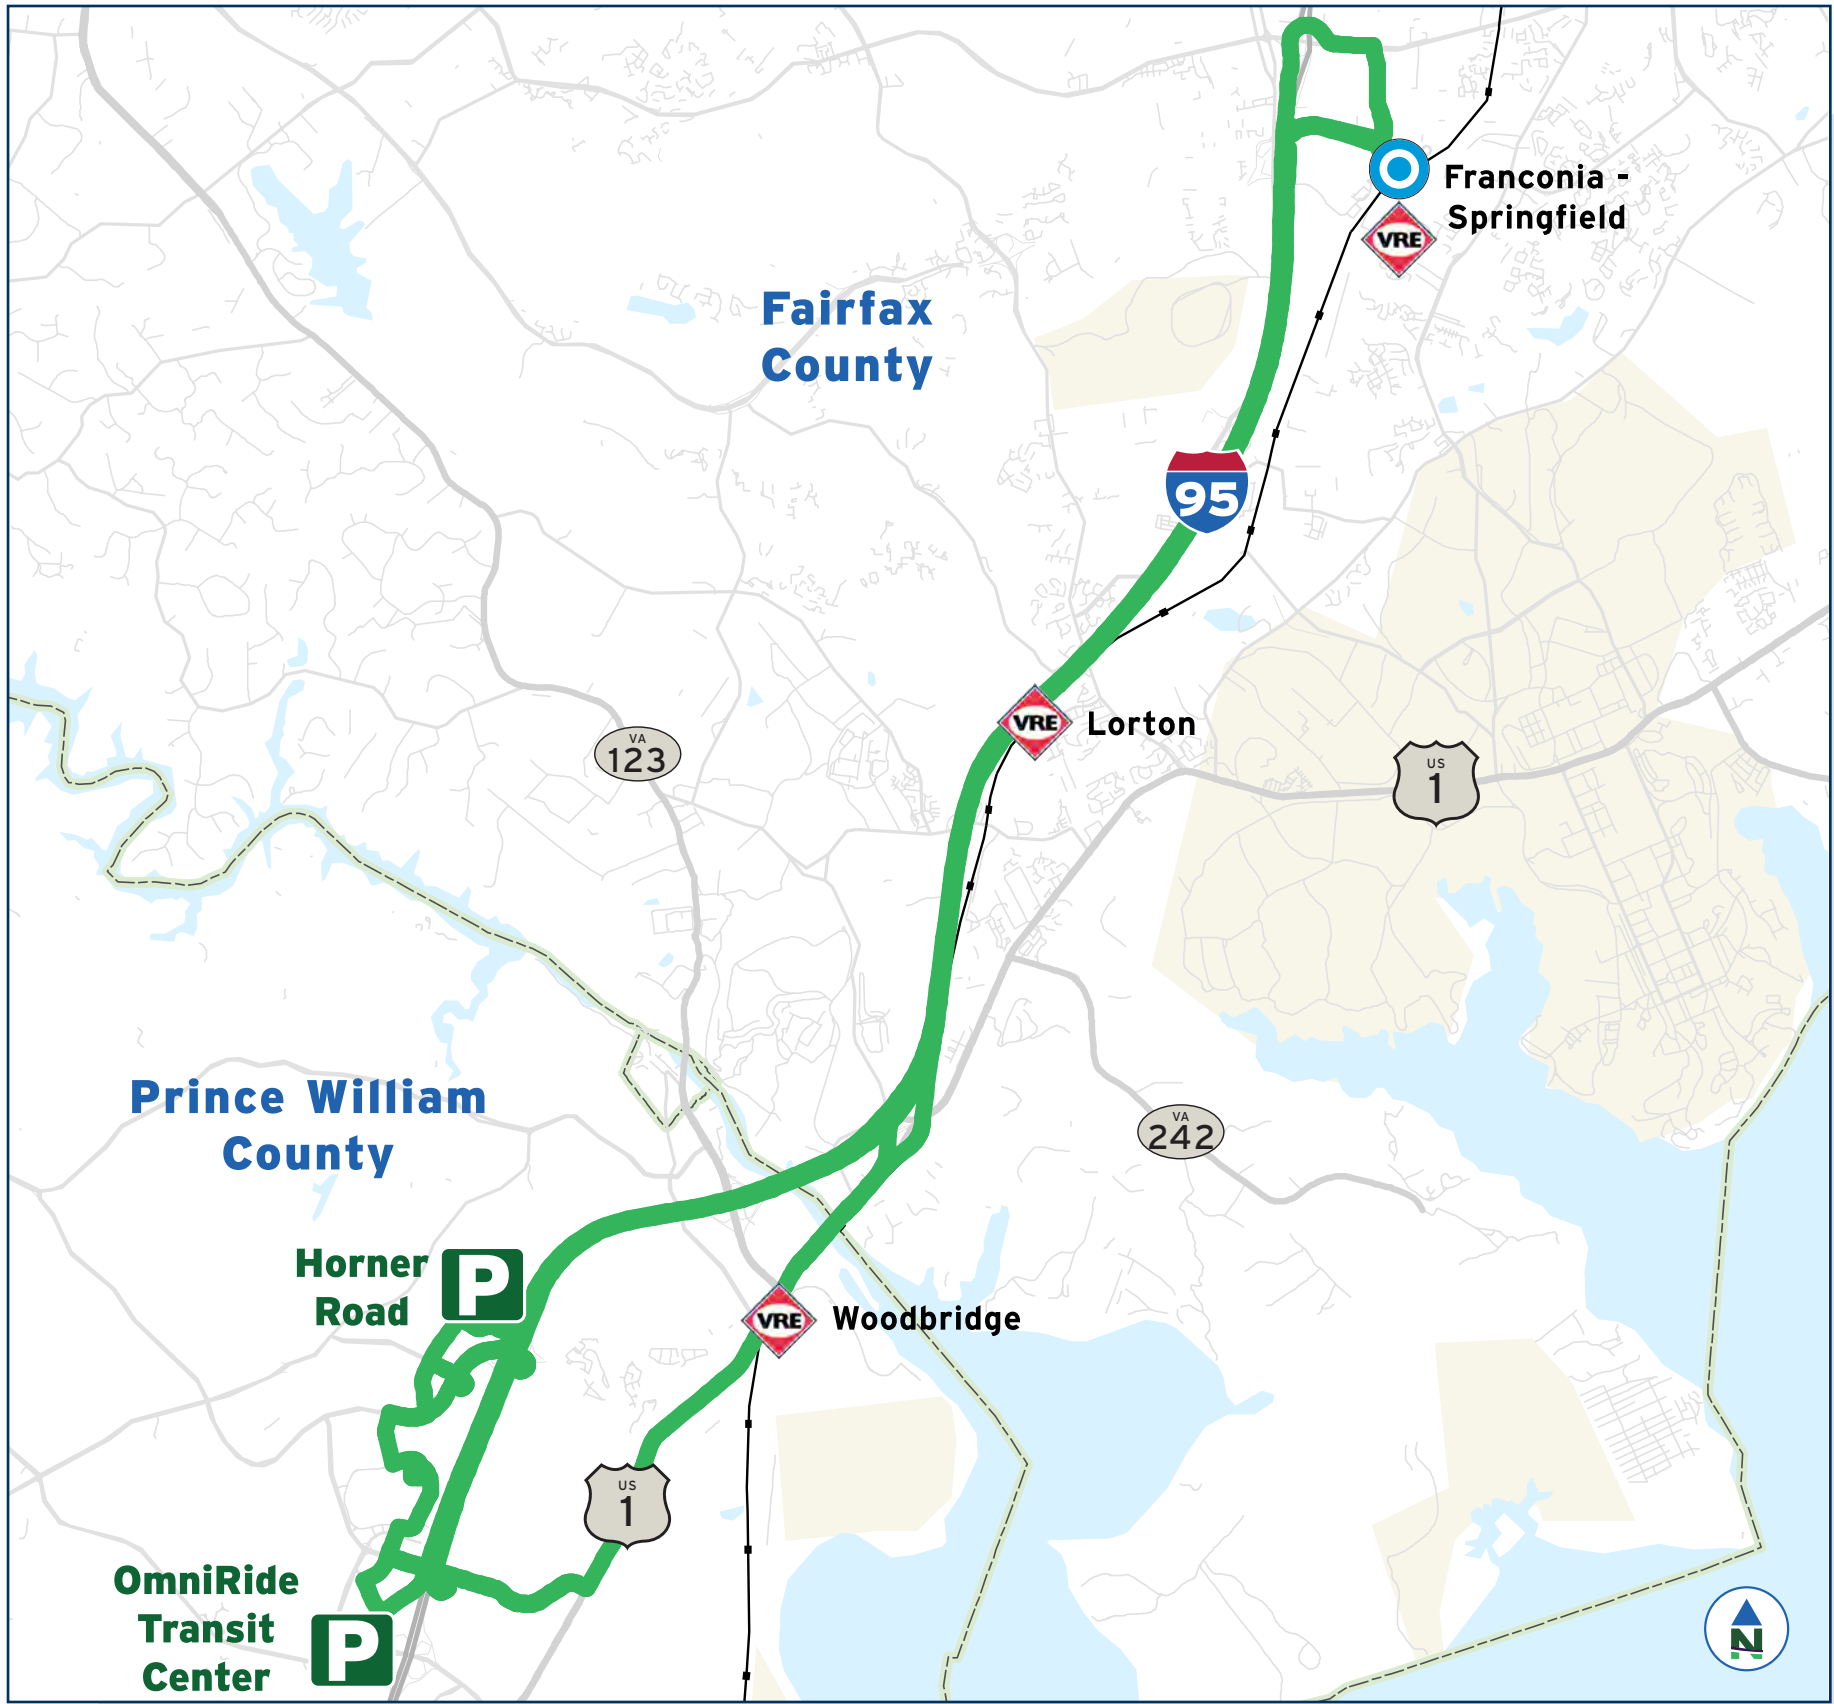 Franconia -
Springfield
VRE
Fairfax
County
95
VRE
Lorton
VA
123
US
1
Prince William
County
VA
242
Horner
Road
P
VRE
Woodbridge
US
1
OmniRide
Transit
Center
P
N